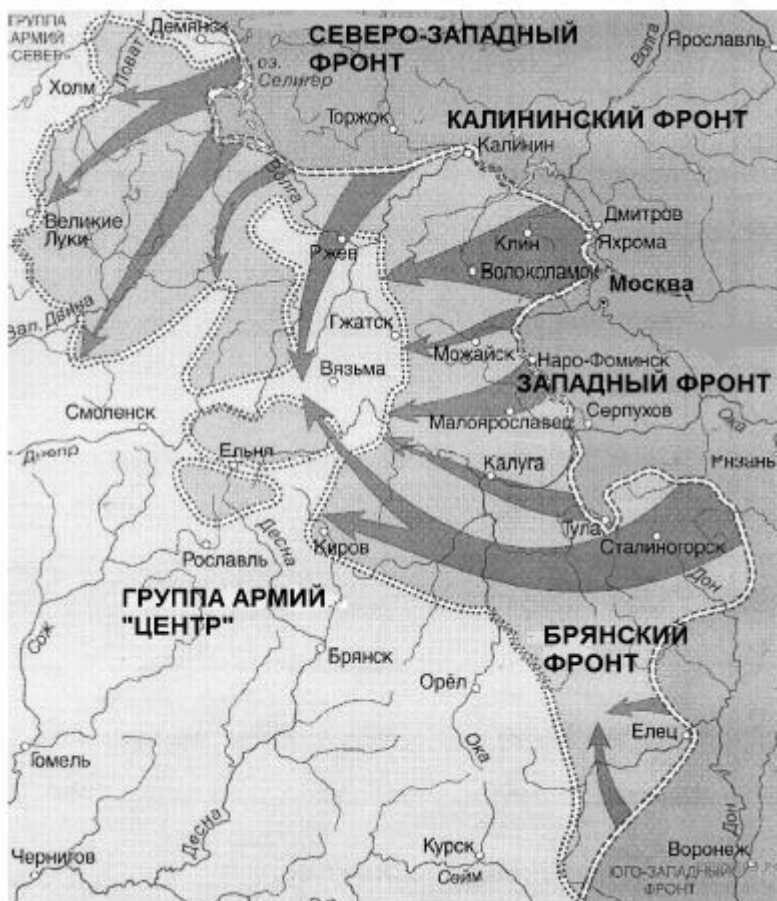 ГРУППА
АРМИЙ
«СЕВЕР»
Демянск
Ловат
СЕВЕРО-ЗАПАДНЫЙ
ФРОНТ
Волга
Ярославль
оз.
Селигер
Холм
Торжок
КАЛИНИНСКИЙ ФРОНТ
Калинин
Волга
Великие
Луки
Дмитров
Ржев
Клин
Яхрома
Волоколамск
Москва
Зап. Двина
Гжатск
Можайск
Наро-Фоминск
Вязьма
ЗАПАДНЫЙ ФРОНТ
Смоленск
Малоярославец
Серпухов
Ока
Днепр
Ельня
Калуга
Рязань
Десна
Тула
Рославль
Киров
Сталиногорск
Дон
ГРУППА АРМИЙ
"ЦЕНТР"
БРЯНСКИЙ
ФРОНТ
Сож
Брянск
Орёл
Елец
Ока
Гомель
Десна
Дон
Курск
Чернигов
Сейм
Воронеж
ЮГО-ЗАПАДНЫЙ
ФРОНТ